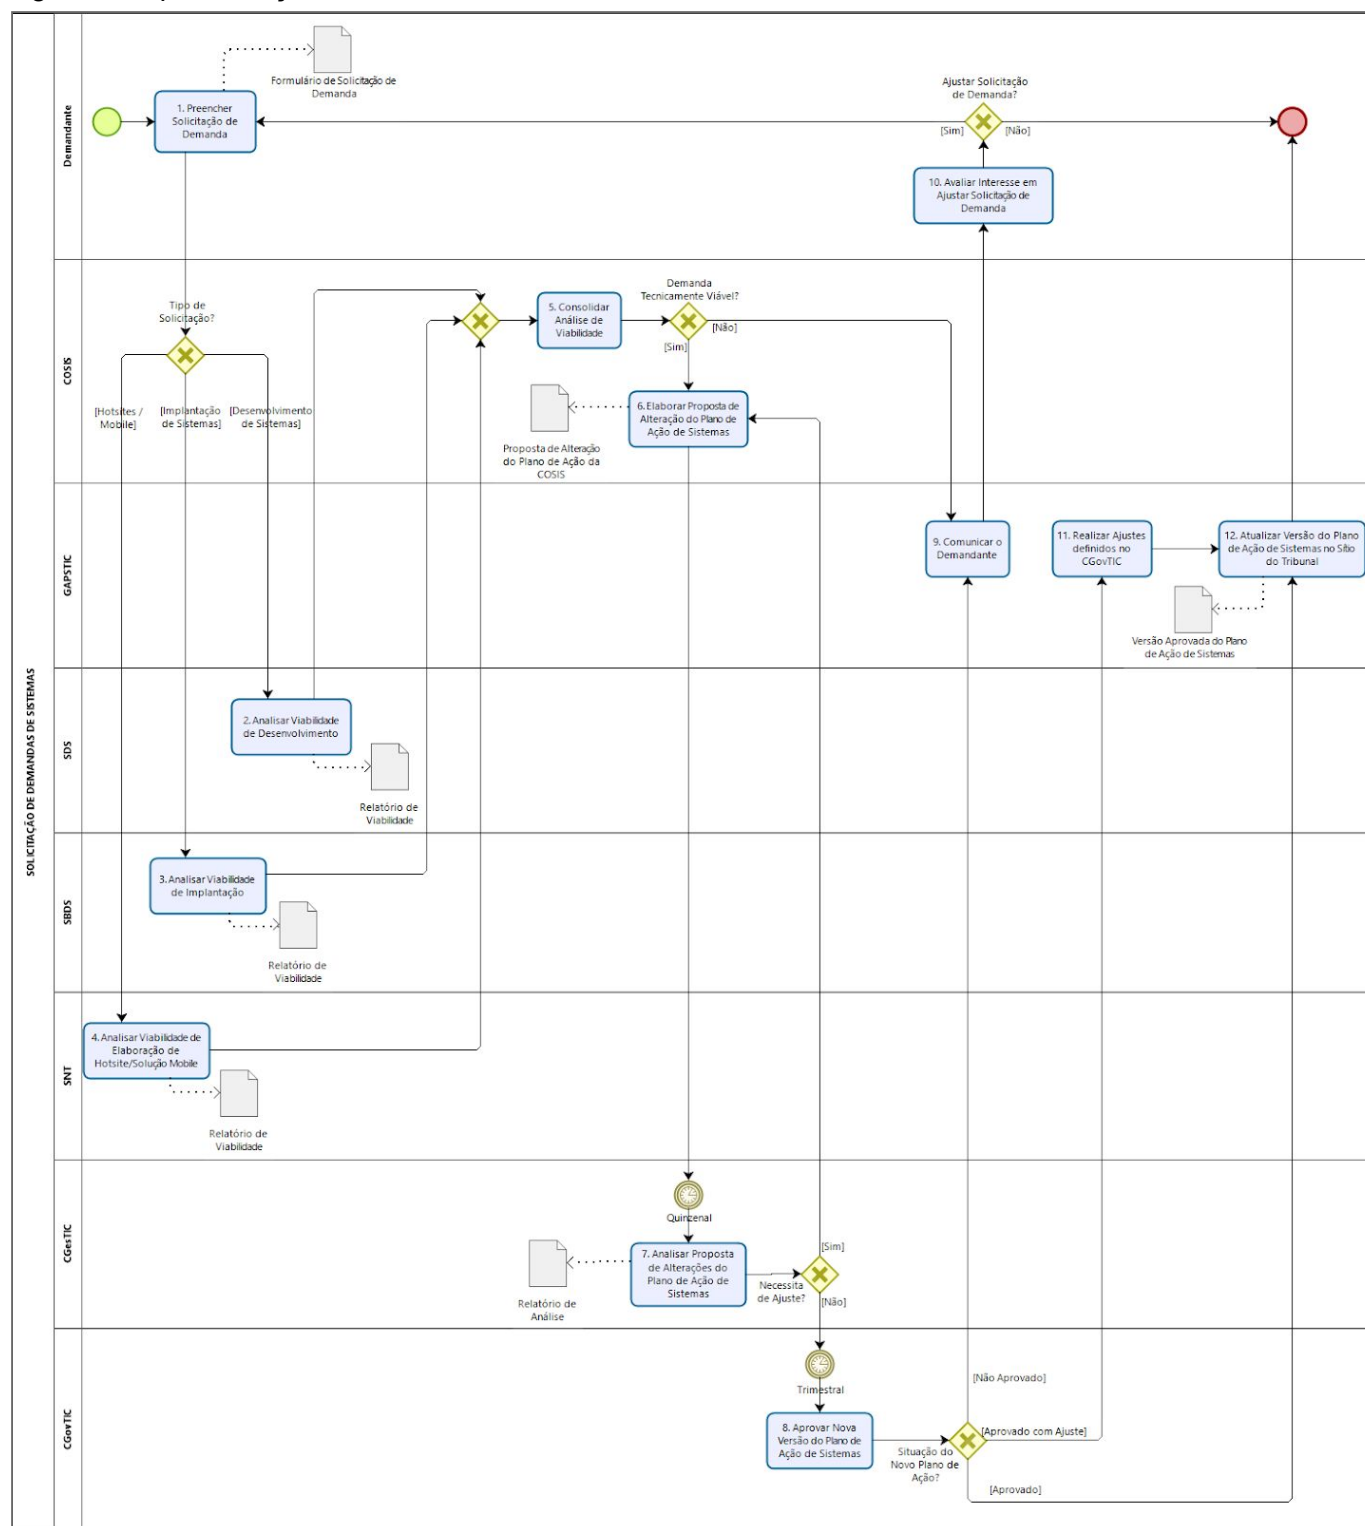 SOLICITAÇÃO DE DEMANDAS DE SISTEMAS
Demandante
Formulário de Solicitação de
Demanda
1. Preencher
Solicitação de
Demanda
Ajustar Solicitação
de Demanda?
[Sim]
[Não]
10. Avaliar Interesse em
Ajustar Solicitação de
Demanda
COSIS
Tipo de
Solicitação?
[Hotsites /
Mobile]
[Implantação
de Sistemas]
[Desenvolvimento
de Sistemas]
5. Consolidar
Análise de
Viabilidade
Demanda
Tecnicamente Viável?
[Não]
[Sim]
6. Elaborar Proposta de
Alteração do Plano de
Ação de Sistemas
Proposta de Alteração
do Plano de Ação da
COSIS
GAPSTIC
9. Comunicar o
Demandante
11. Realizar Ajustes
definidos no
CGovTIC
12. Atualizar Versão do Plano
de Ação de Sistemas no Sítio
do Tribunal
Versão Aprovada do Plano
de Ação de Sistemas
SDS
2. Analisar Viabilidade
de Desenvolvimento
Relatório de
Viabilidade
SBDS
3. Analisar Viabilidade
de Implantação
Relatório de
Viabilidade
SNT
4. Analisar Viabilidade de
Elaboração de
Hotsite/Solução Mobile
Relatório de
Viabilidade
CGesTIC
Quinzenal
7. Analisar Proposta
de Alterações do
Plano de Ação de
Sistemas
Relatório de
Análise
Necessita
de Ajuste?
[Sim]
[Não]
CGovTIC
Trimestral
8. Aprovar Nova
Versão do Plano de
Ação de Sistemas
Situação do
Novo Plano de
Ação?
[Não Aprovado]
[Aprovado com Ajuste]
[Aprovado]